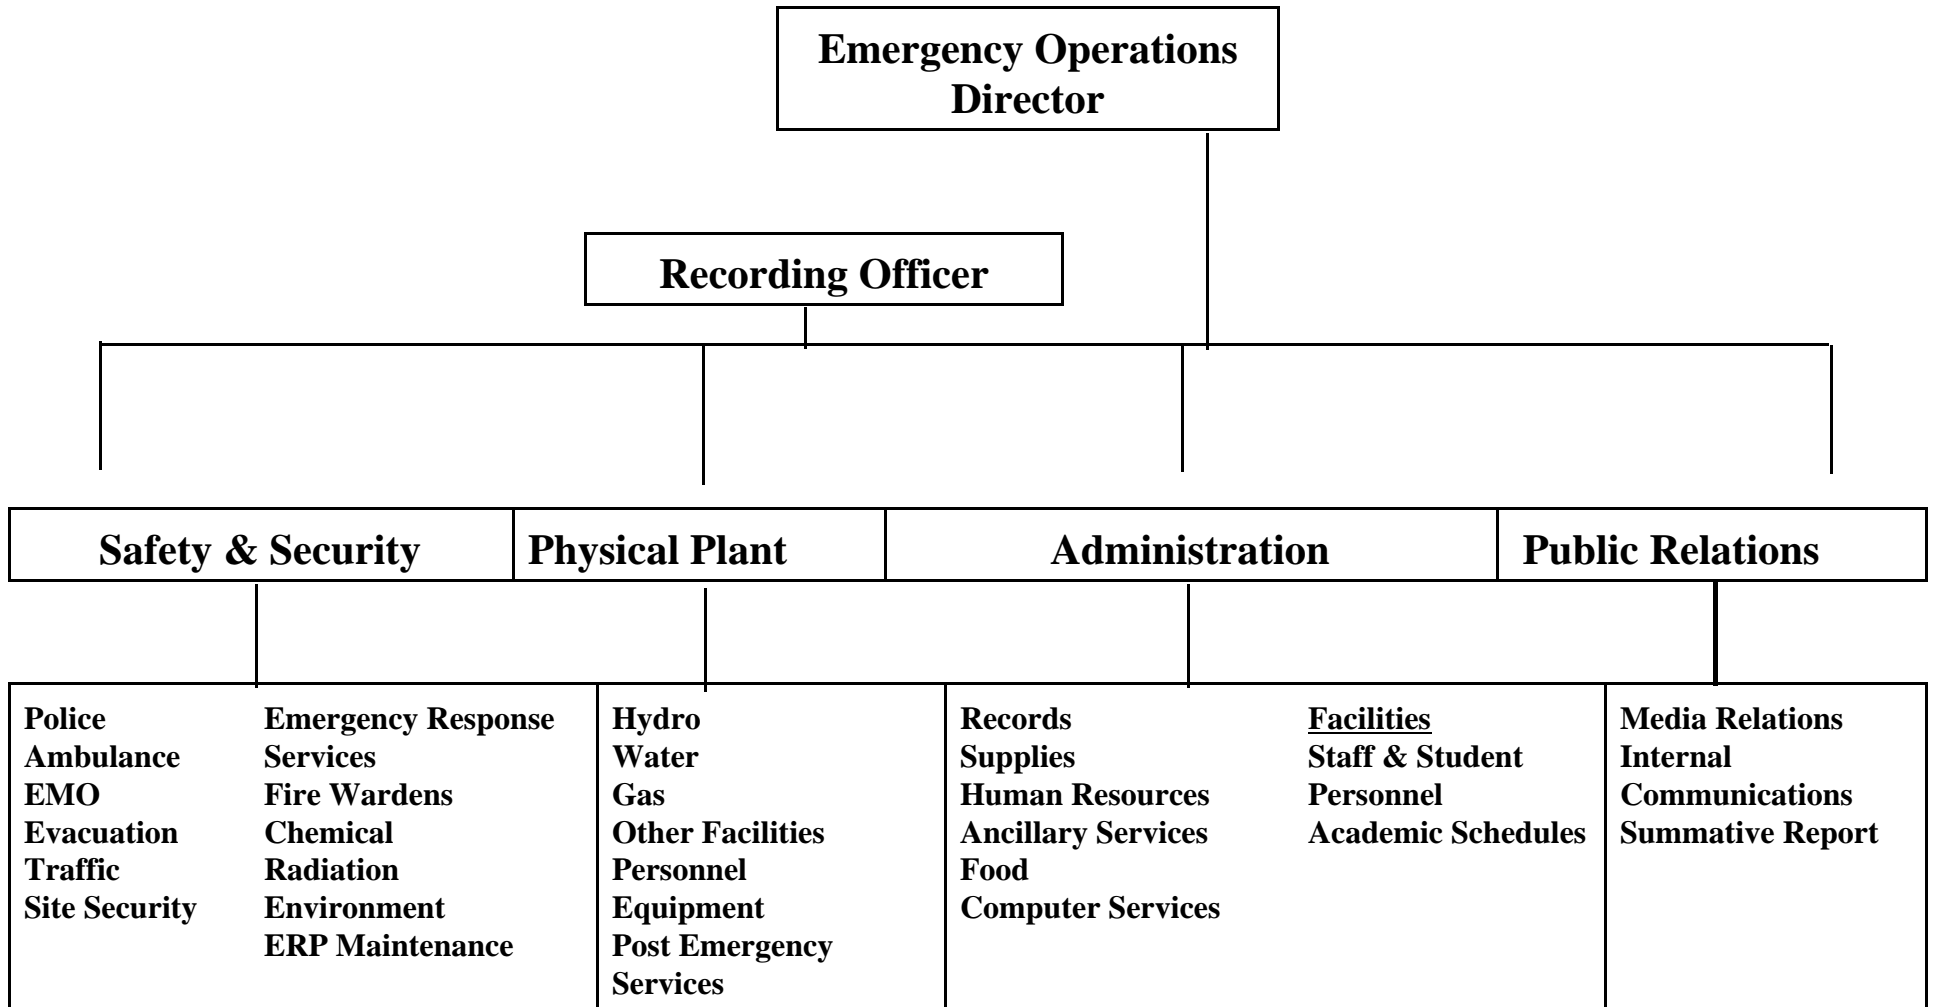 Emergency Operations
Director
Recording Officer
Safety & Security
Physical Plant
Administration
Public Relations
Police
Ambulance
EMO
Evacuation
Traffic
Site Security
Emergency Response
Services
Fire Wardens
Chemical
Radiation
Environment
ERP Maintenance
Hydro
Water
Gas
Other Facilities
Personnel
Equipment
Post Emergency
Services
Records
Supplies
Human Resources
Ancillary Services
Food
Computer Services
Facilities
Staff & Student
Personnel
Academic Schedules
Media Relations
Internal
Communications
Summative Report